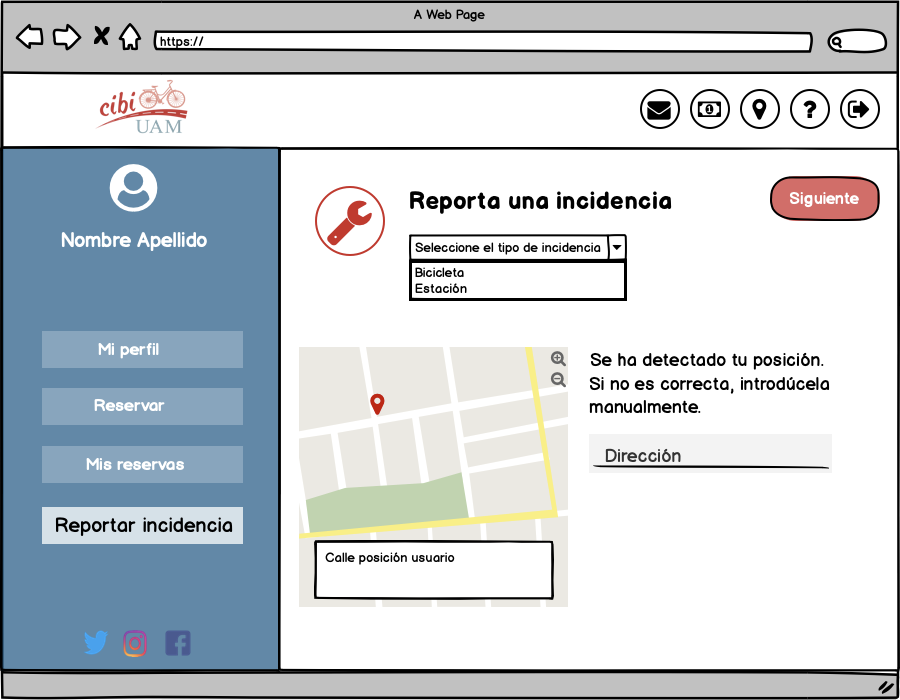 A Web Page
https://
cibi
UAM
1
?
Nombre Apellido
Mi perfil
Reservar
Mis reservas
Reportar incidencia
Reporta una incidencia
Siguiente
Seleccione el tipo de incidencia
Bicicleta
Estación
Calle posición usuario
Se ha detectado tu posición.
Si no es correcta, introdúcela
manualmente.
Dirección